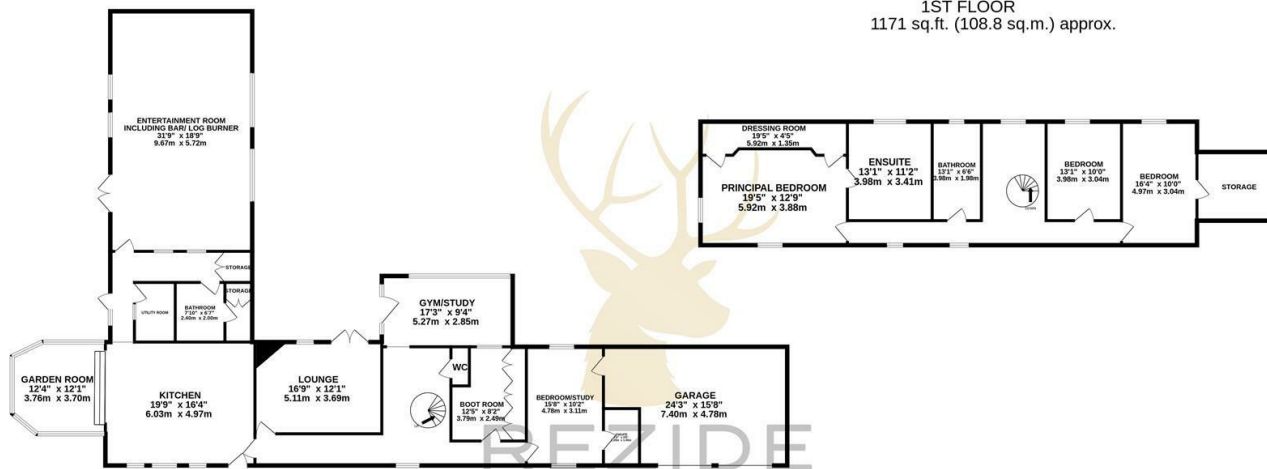 1ST FLOOR
1171 sq.ft. (108.8 sq.m.) approx.
ENTERTAINMENT ROOM
INCLUDING BAR/ LOG BURNER
31'9" x 18'9"
9.67m x 5.72m
STORAGE
STORAGE
UTILITY ROOM
BATHROOM
7'10" x 6'7"
2.40m x 2.00m
GARDEN ROOM
12'4" x 12'1"
3.76m x 3.70m
KITCHEN
19'9" x 16'4"
6.03m x 4.97m
LOUNGE
16'9" x 12'1"
5.11m x 3.69m
GYM/STUDY
17'3" x 9'4"
5.27m x 2.85m
WC
BOOT ROOM
12'5" x 8'2"
3.79m x 2.49m
BEDROOM/STUDY
15'8" x 10'2"
4.78m x 3.11m
GARAGE
24'3" x 15'8"
7.40m x 4.78m
DRESSING ROOM
19'5" x 4'5"
5.92m x 1.35m
PRINCIPAL BEDROOM
19'5" x 12'9"
5.92m x 3.88m
ENSUITE
13'1" x 11'2"
3.98m x 3.41m
BATHROOM
13'1" x 6'6"
3.98m x 1.98m
BEDROOM
13'1" x 10'0"
3.98m x 3.04m
BEDROOM
16'4" x 10'0"
4.97m x 3.04m
STORAGE
REZIDE